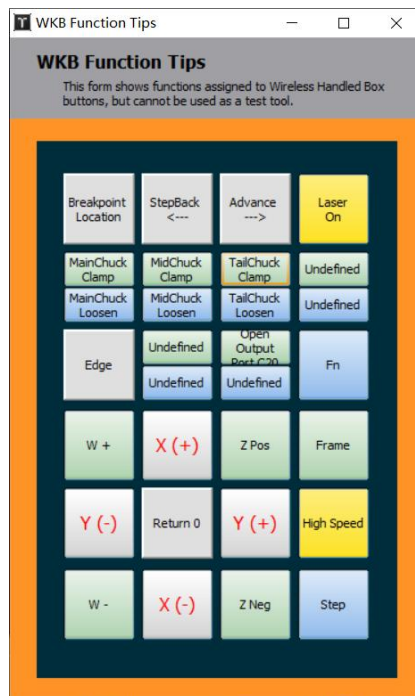 WKB Function Tips
WKB Function Tips
This form shows functions assigned to Wireless Handled Box
buttons, but cannot be used as a test tool.
Breakpoint
Location
StepBack
<---
Advance
--->
Laser
On
MainChuck
Clamp
MidChuck
Clamp
TailChuck
Clamp
Undefined
MainChuck
Loosen
MidChuck
Loosen
TailChuck
Loosen
Undefined
Edge
Undefined
Open
Output
Port C20
Fn
Undefined
Undefined
W +
X (+)
Z Pos
Frame
Y (-)
Return 0
Y (+)
High Speed
W -
X (-)
Z Neg
Step